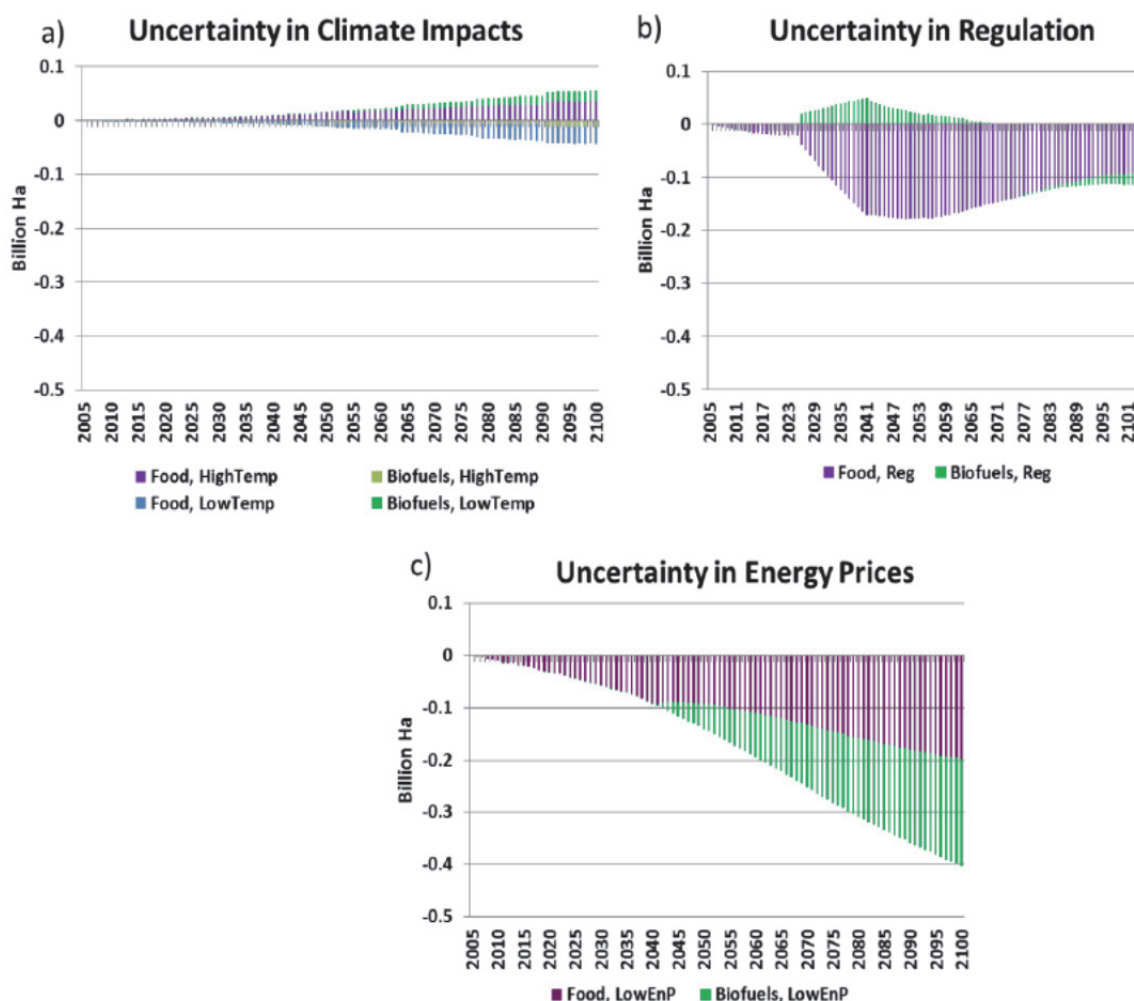 a) Uncertainty in Climate Impacts
0.1
0
-0.1
-0.2
-0.3
-0.4
-0.5
Billion Ha
2005 2010 2015 2020 2025 2030 2035 2040 2045 2050 2055 2060 2065 2070 2075 2080 2085 2090 2095 2100
Food, HighTemp Biofuels, HighTemp
Food, LowTemp Biofuels, LowTemp
b) Uncertainty in Regulation
0.1
0
-0.1
-0.2
-0.3
-0.4
-0.5
Billion Ha
2005 2011 2017 2023 2029 2035 2041 2047 2053 2059 2065 2071 2077 2083 2089 2095 2101
Food, Reg Biofuels, Reg
c) Uncertainty in Energy Prices
0.1
0
-0.1
-0.2
-0.3
-0.4
-0.5
Billion Ha
2005 2010 2015 2020 2025 2030 2035 2040 2045 2050 2055 2060 2065 2070 2075 2080 2085 2090 2095 2100
Food, LowEnP Biofuels, LowEnP